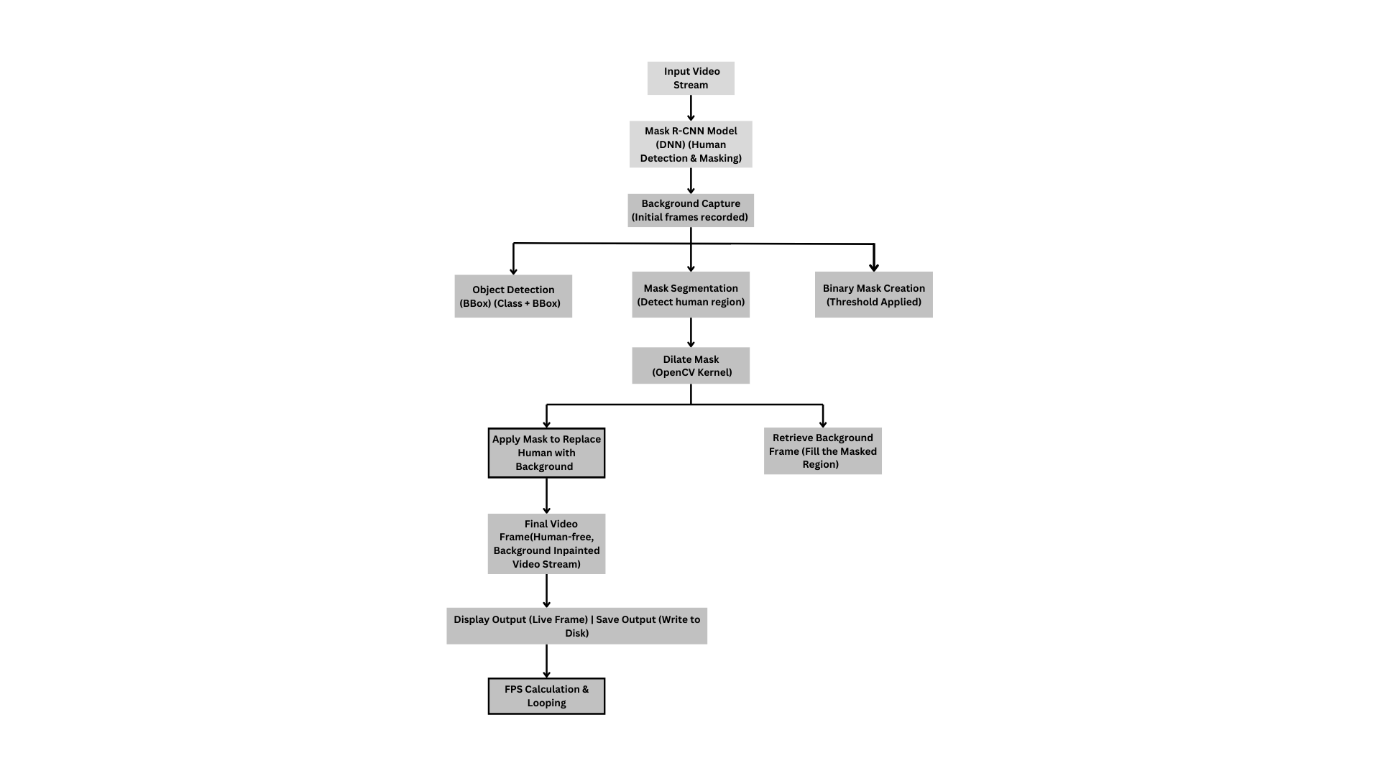 Input Video
Stream
Mask R-CNN Model
(DNN) (Human
Detection & Masking)
Background Capture
(Initial frames recorded)
Object Detection
(BBox) (Class + BBox)
Mask Segmentation
(Detect human region)
Binary Mask Creation
(Threshold Applied)
Dilate Mask
(OpenCV Kernel)
Apply Mask to Replace
Human with
Background
Retrieve Background
Frame (Fill the Masked
Region)
Final Video
Frame(Human-free,
Background Inpainted
Video Stream)
Display Output (Live Frame) | Save Output (Write to
Disk)
FPS Calculation &
Looping